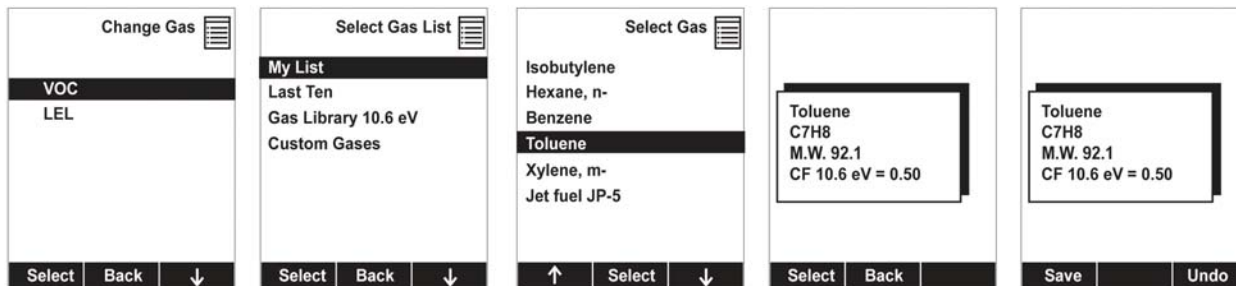 Change Gas
VOC
LEL
Select Back ↓
Select Gas List
My List
Last Ten
Gas Library 10.6 eV
Custom Gases
Select Back ↓
Select Gas
Isobutylene
Hexane, n-
Benzene
Toluene
Xylene, m-
Jet fuel JP-5
↑ Select ↓
Toluene
C7H8
M.W. 92.1
CF 10.6 eV = 0.50
Select Back
Toluene
C7H8
M.W. 92.1
CF 10.6 eV = 0.50
Save Undo